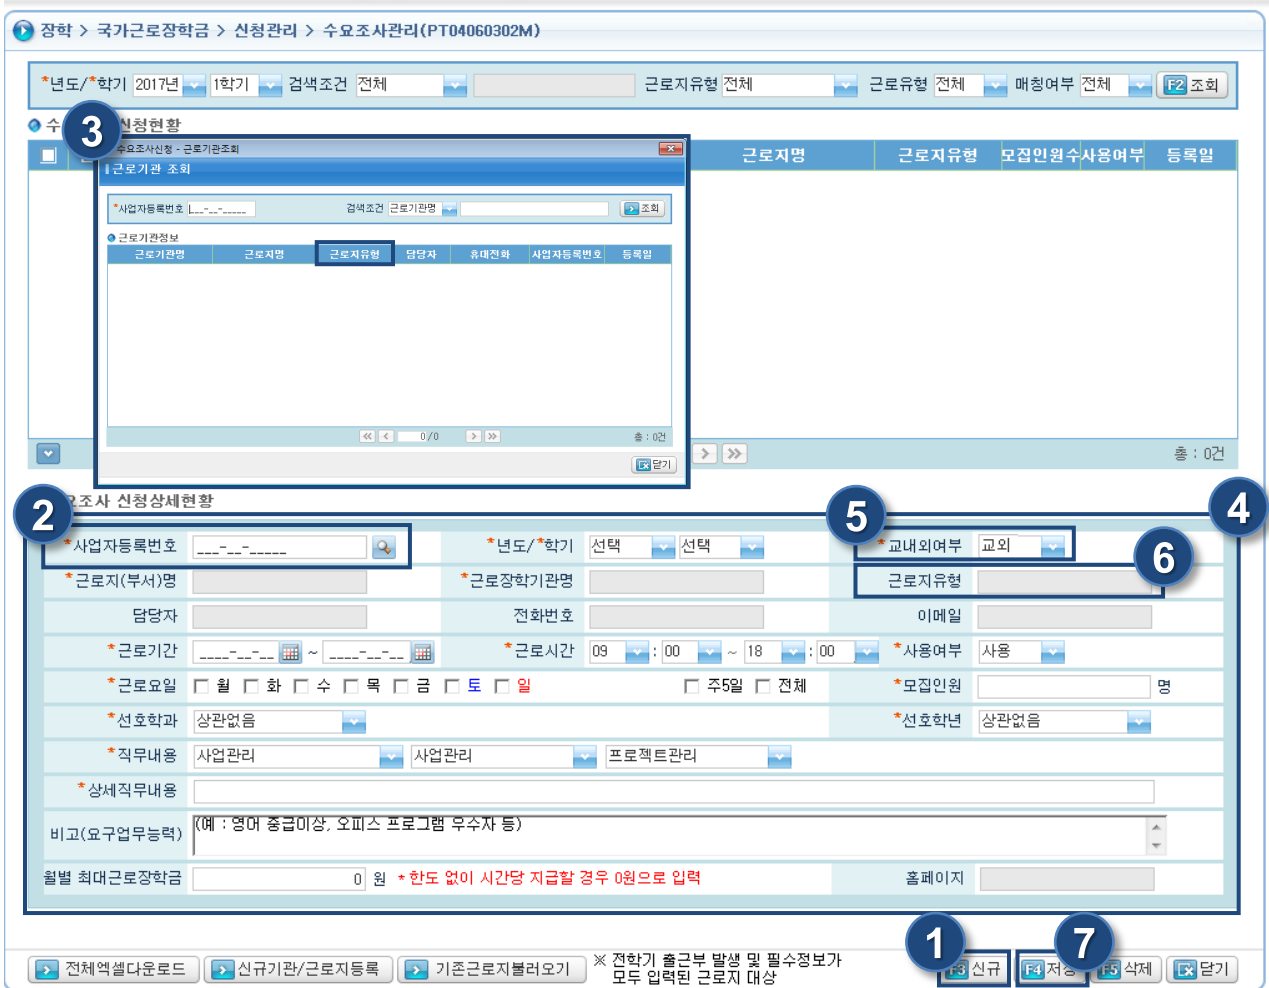 장학 > 국가근로장학금 > 신청관리 > 수요조사관리(PT04060302M)
*년도/*학기 2017년 1학기 검색조건 전체 근로지유형 전체 근로유형 전체 매칭여부 전체 F2 조회
수 신청현황
3
근로지명 근로지유형 모집인원수 사용여부 등록일
수요조사신청 - 근로기관조회
근로기관 조회
*사업자등록번호 ___-__-_____ 검색조건 근로기관명 조회
근로기관정보
근로기관명 근로지명 근로지유형 담당자 휴대전화 사업자등록번호 등록일
0/0 총 : 0건
닫기
총 : 0건
요조사 신청상세현황
2 5 4
*사업자등록번호 ___-__-_____ *년도/*학기 선택 선택 *교내외여부 교외
6
*근로지(부서)명 *근로장학기관명 근로지유형
담당자 전화번호 이메일
*근로기간 ____-__-__ ~ ____-__-__ *근로시간 09 : 00 ~ 18 : 00 *사용여부 사용
*근로요일 월 화 수 목 금 토 일 주5일 전체 *모집인원 명
*선호학과 상관없음 *선호학년 상관없음
*직무내용 사업관리 사업관리 프로젝트관리
*상세직무내용
비고(요구업무능력) (예 : 영어 중급이상, 오피스 프로그램 우수자 등)
월별 최대근로장학금 0 원 *한도 없이 시간당 지급할 경우 0원으로 입력 홈페이지
1 7
전체엑셀다운로드 신규기관/근로지등록 기존근로지불러오기 ※ 전학기 출근부 발생 및 필수정보가
모두 입력된 근로지 대상
F3 신규 F4 저장 F5 삭제 닫기